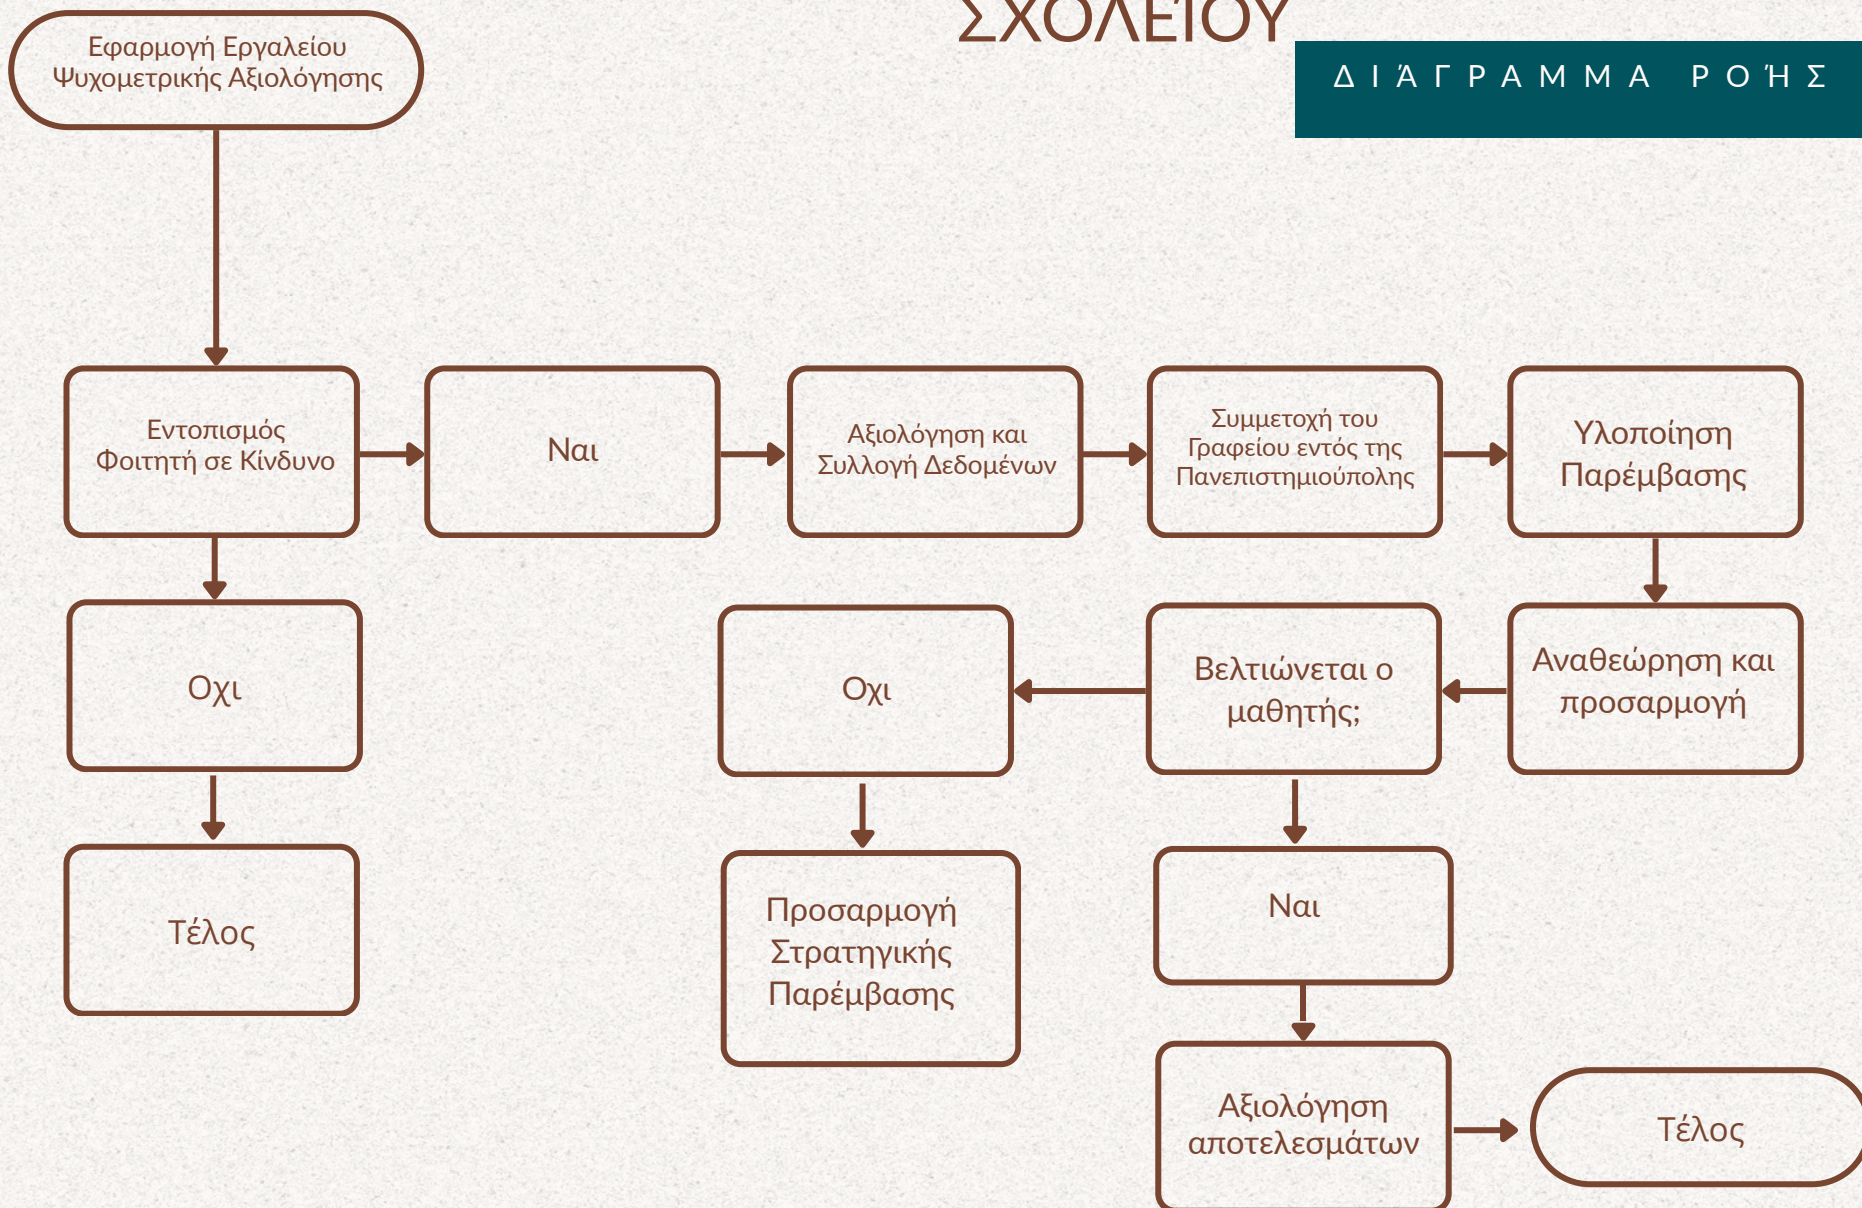 ΣΧΟΛΕΊΟΥ
ΔΙΆΓΡΑΜΜΑ ΡΟΉΣ
Εφαρμογή Εργαλείου
Ψυχομετρικής Αξιολόγησης
Εντοπισμός
Φοιτητή σε Κίνδυνο
Ναι
Αξιολόγηση και
Συλλογή Δεδομένων
Συμμετοχή του
Γραφείου εντός της
Πανεπιστημιούπολης
Υλοποίηση
Παρέμβασης
Οχι
Οχι
Βελτιώνεται ο
μαθητής;
Αναθεώρηση και
προσαρμογή
Τέλος
Προσαρμογή
Στρατηγικής
Παρέμβασης
Ναι
Αξιολόγηση
αποτελεσμάτων
Τέλος